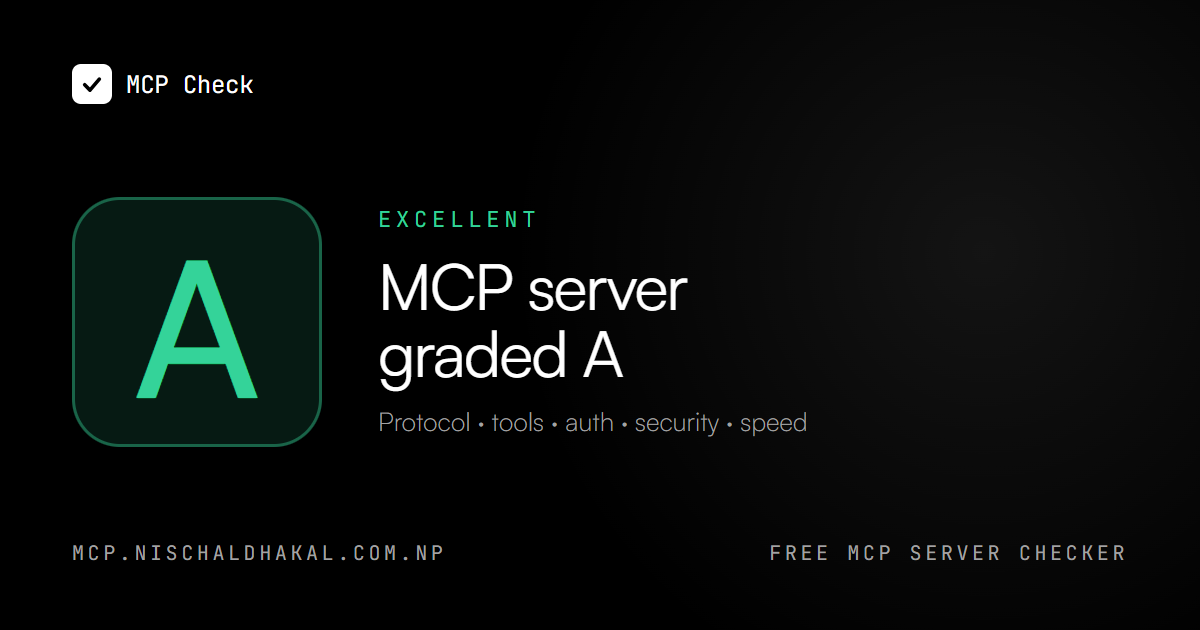 MCP Check
A
EXCELLENT
MCP server
graded A
Protocol • tools • auth • security • speed
MCP.NISCHALDHAKAL.COM.NP
FREE MCP SERVER CHECKER